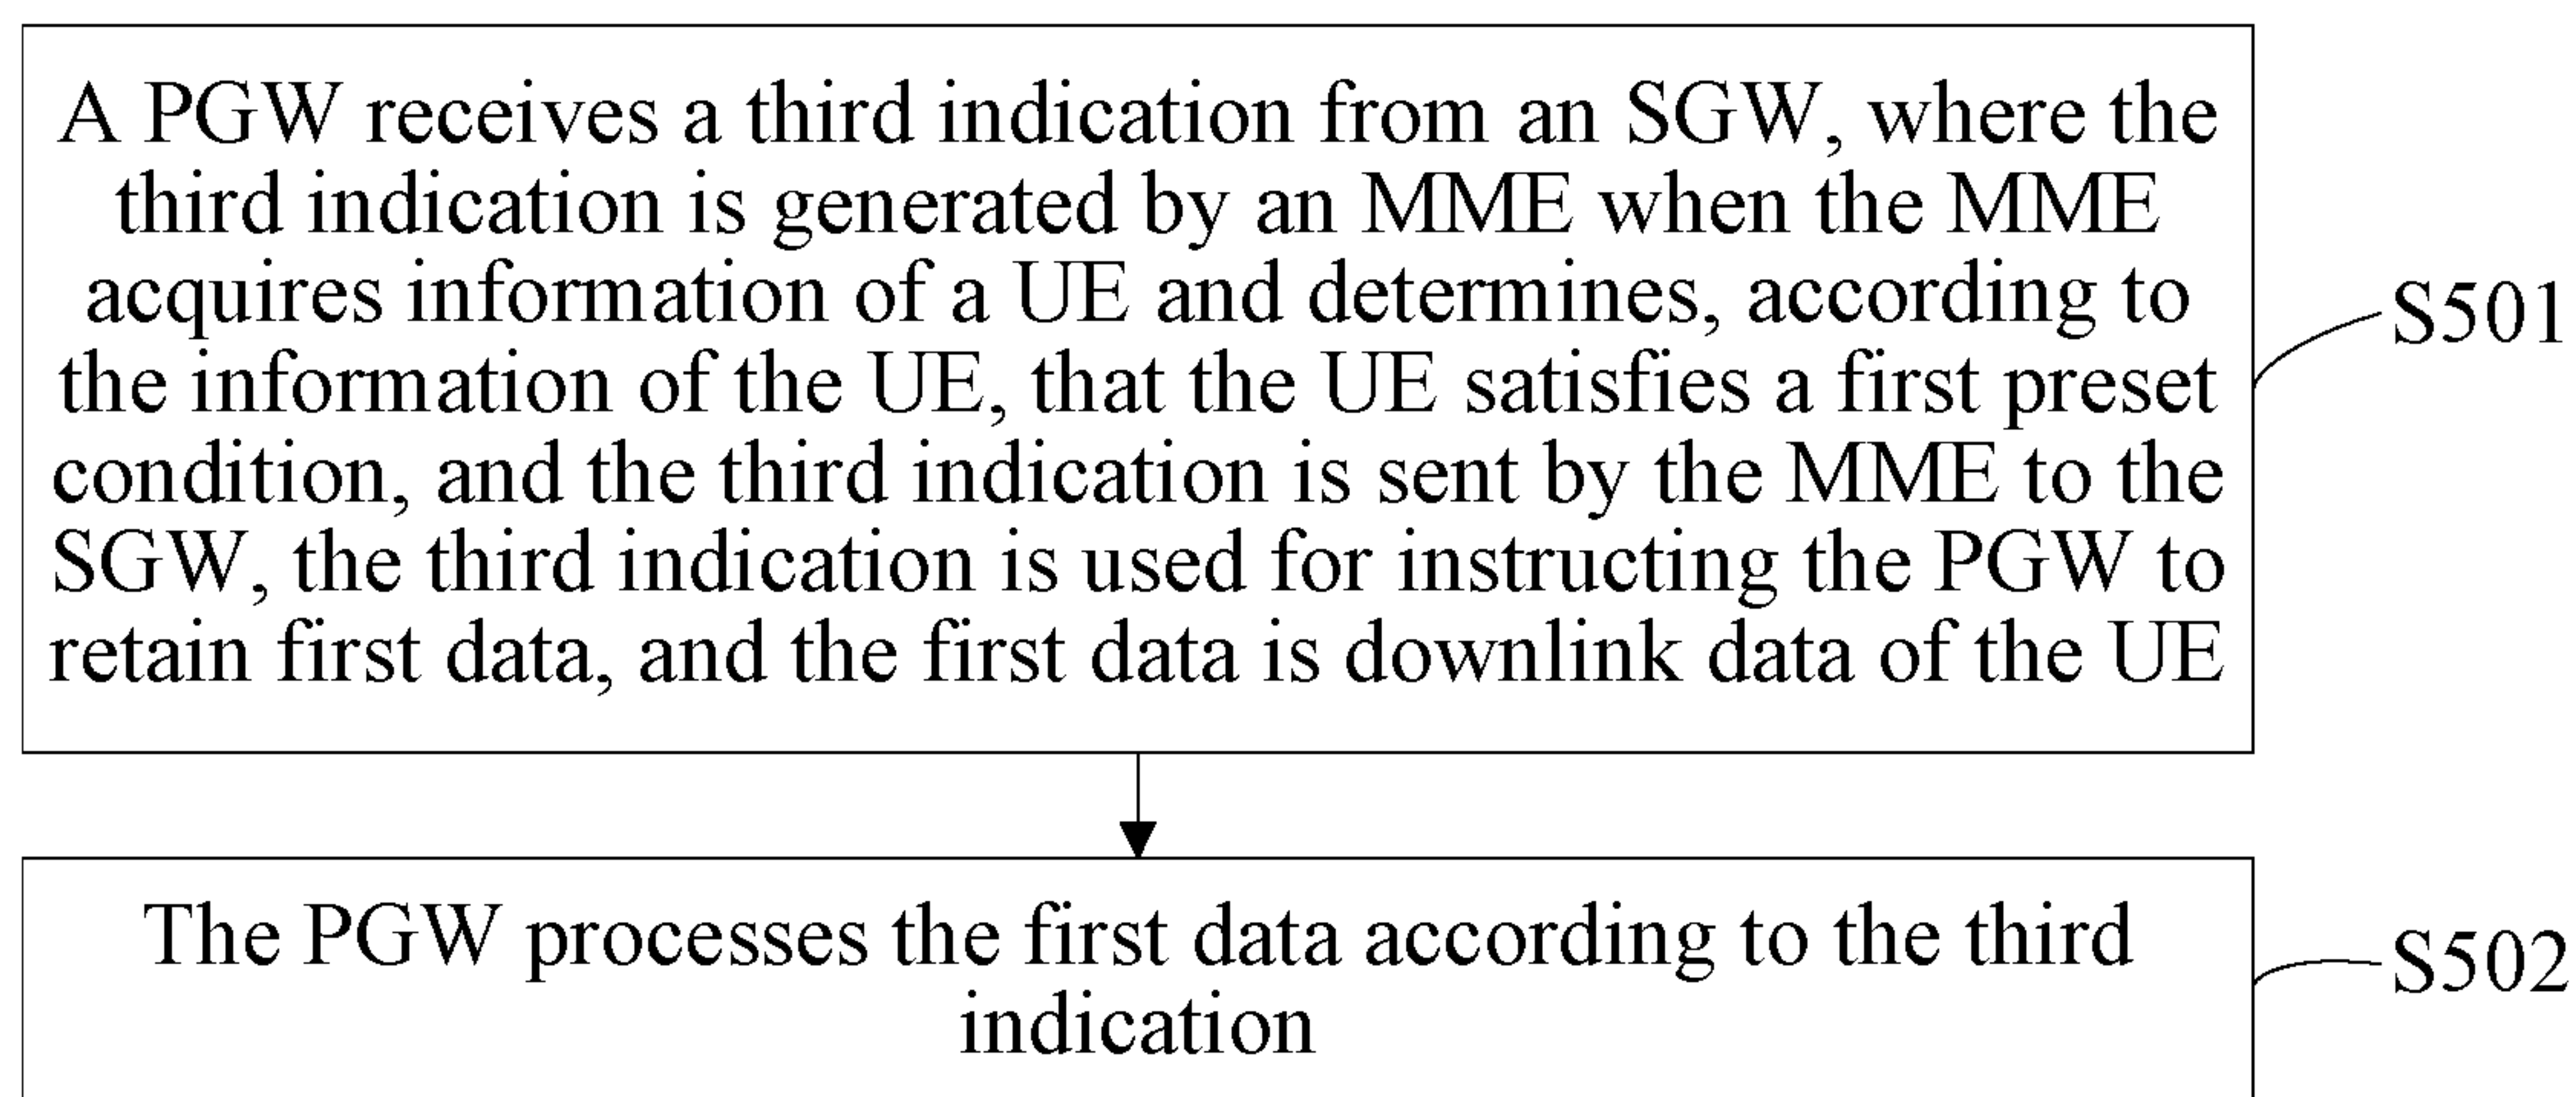 A PGW receives a third indication from an SGW, where the
third indication is generated by an MME when the MME
acquires information of a UE and determines, according to
the information of the UE, that the UE satisfies a first preset
condition, and the third indication is sent by the MME to the
SGW, the third indication is used for instructing the PGW to
retain first data, and the first data is downlink data of the UE
S501
The PGW processes the first data according to the third
indication
S502